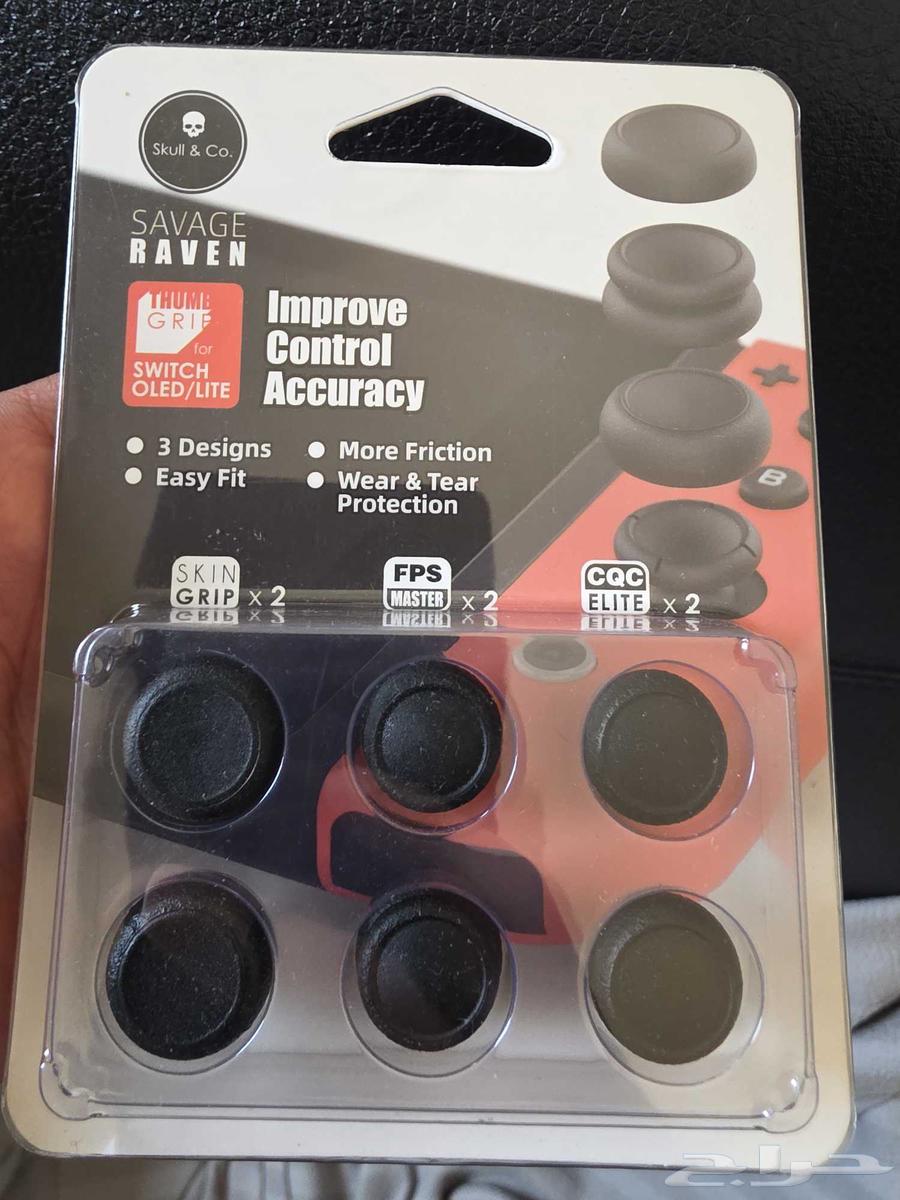 Skull & Co.
SAVAGE
RAVEN
THUMB
GRIP
for
SWITCH
OLED/LITE
Improve
Control
Accuracy
3 Designs
Easy Fit
More Friction
Wear & Tear
Protection
B
SKIN
GRIP x 2
FPS
MASTER x 2
CQC
ELITE x 2
حراج